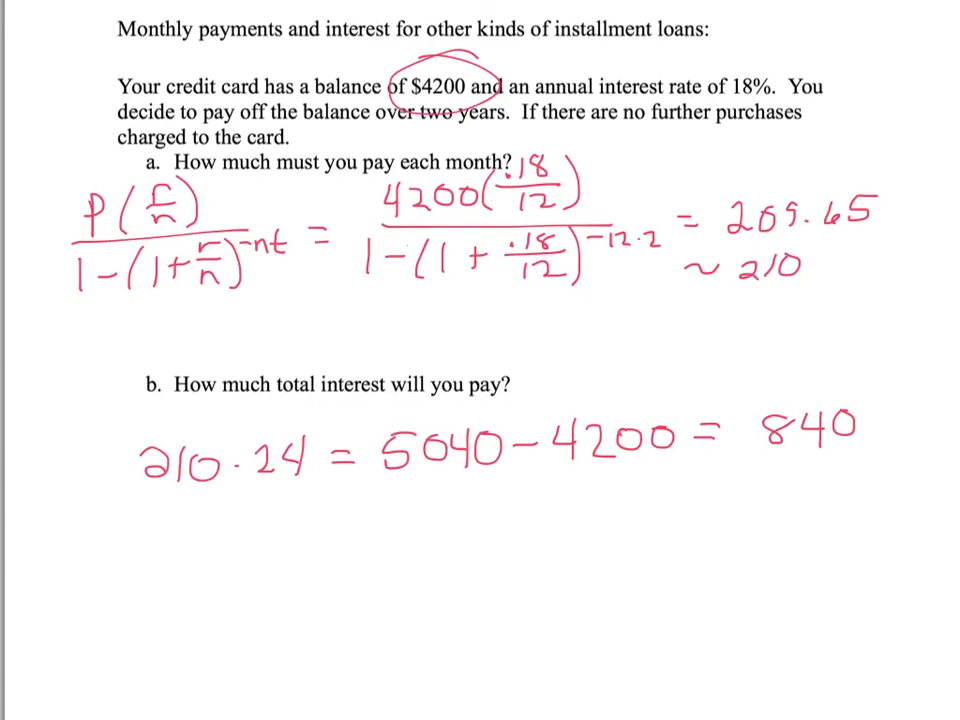 Monthly payments and interest for other kinds of installment loans:
Your credit card has a balance of $4200 and an annual interest rate of 18%. You
decide to pay off the balance over two years. If there are no further purchases
charged to the card.
a. How much must you pay each month?
P(r/n) / 1-(1+r/n)^-nt = 4200(.18/12) / 1-(1+.18/12)^-12·2 = 209.65
~ 210
b. How much total interest will you pay?
210·24 = 5040-4200 = 840